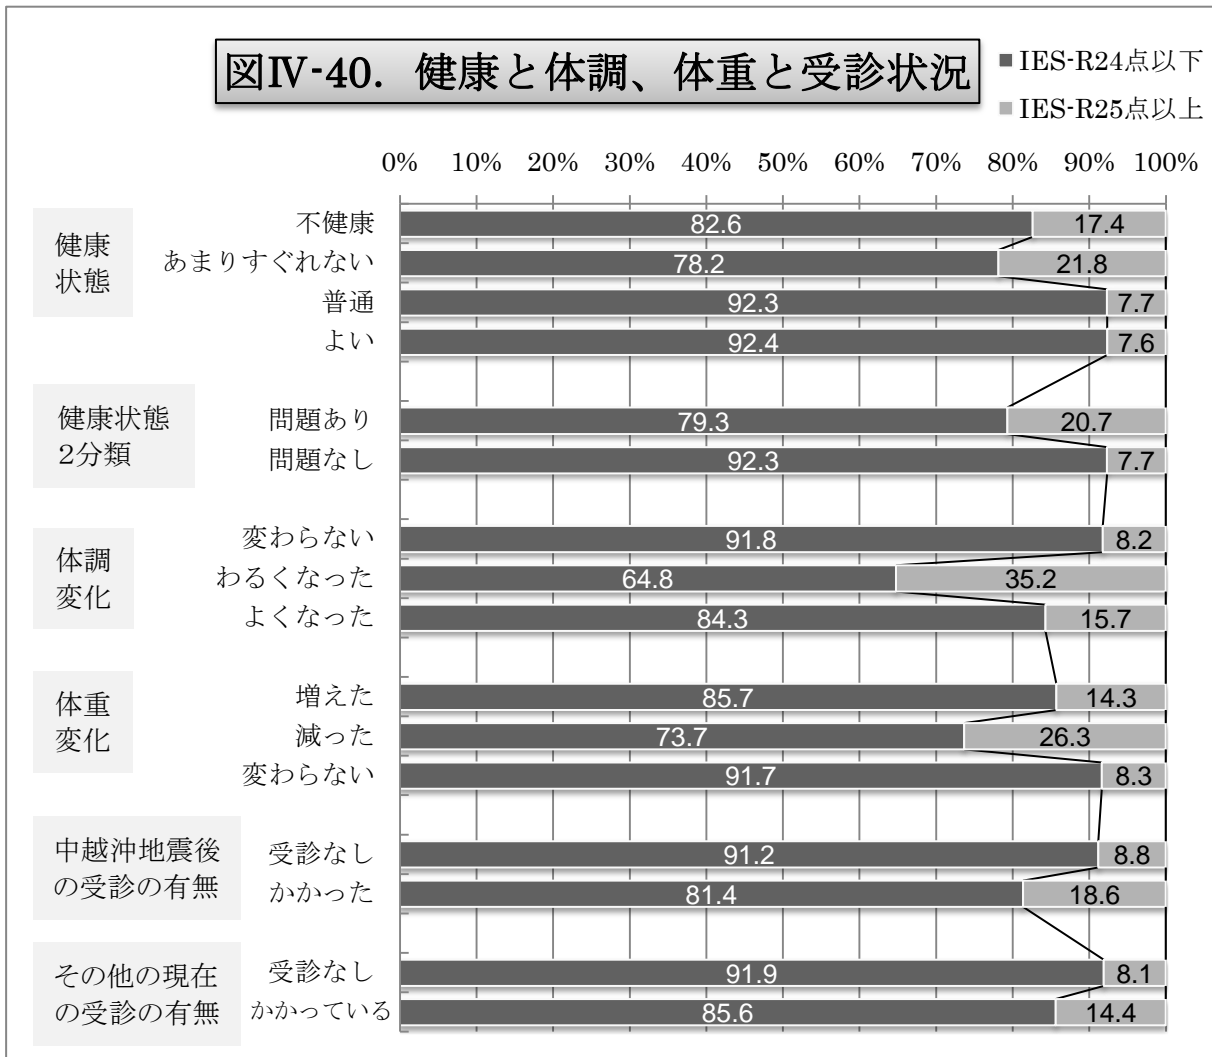 図Ⅳ-40. 健康と体調、体重と受診状況
IES-R24点以下
IES-R25点以上
0% 10% 20% 30% 40% 50% 60% 70% 80% 90% 100%
健康
状態
不健康 82.6 17.4
あまりすぐれない 78.2 21.8
普通 92.3 7.7
よい 92.4 7.6
健康状態
2分類
問題あり 79.3 20.7
問題なし 92.3 7.7
体調
変化
変わらない 91.8 8.2
わるくなった 64.8 35.2
よくなった 84.3 15.7
体重
変化
増えた 85.7 14.3
減った 73.7 26.3
変わらない 91.7 8.3
中越沖地震後
の受診の有無
受診なし 91.2 8.8
かかった 81.4 18.6
その他の現在
の受診の有無
受診なし 91.9 8.1
かかっている 85.6 14.4